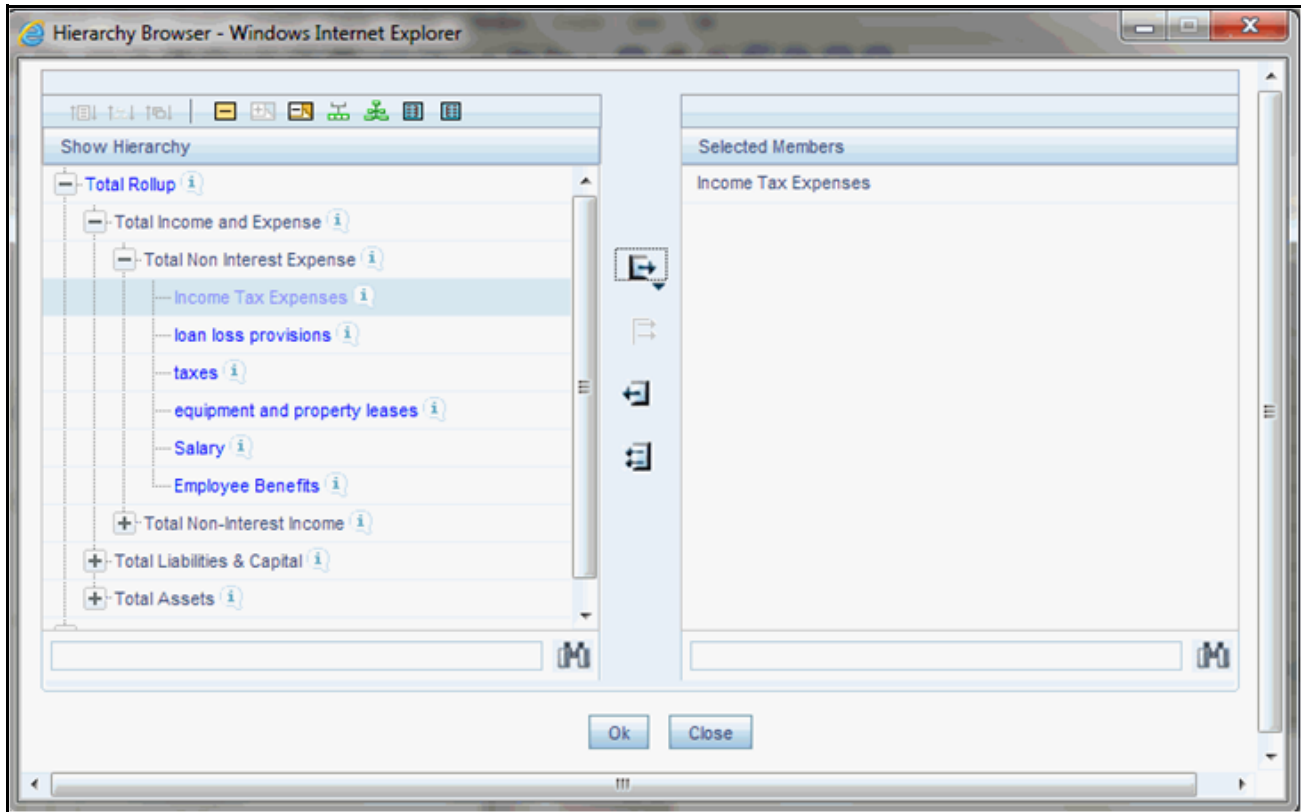 Hierarchy Browser - Windows Internet Explorer
Show Hierarchy
Selected Members
Total Rollup
Income Tax Expenses
Total Income and Expense
Total Non Interest Expense
Income Tax Expenses
loan loss provisions
taxes
equipment and property leases
Salary
Employee Benefits
Total Non-Interest Income
Total Liabilities & Capital
Total Assets
Ok
Close